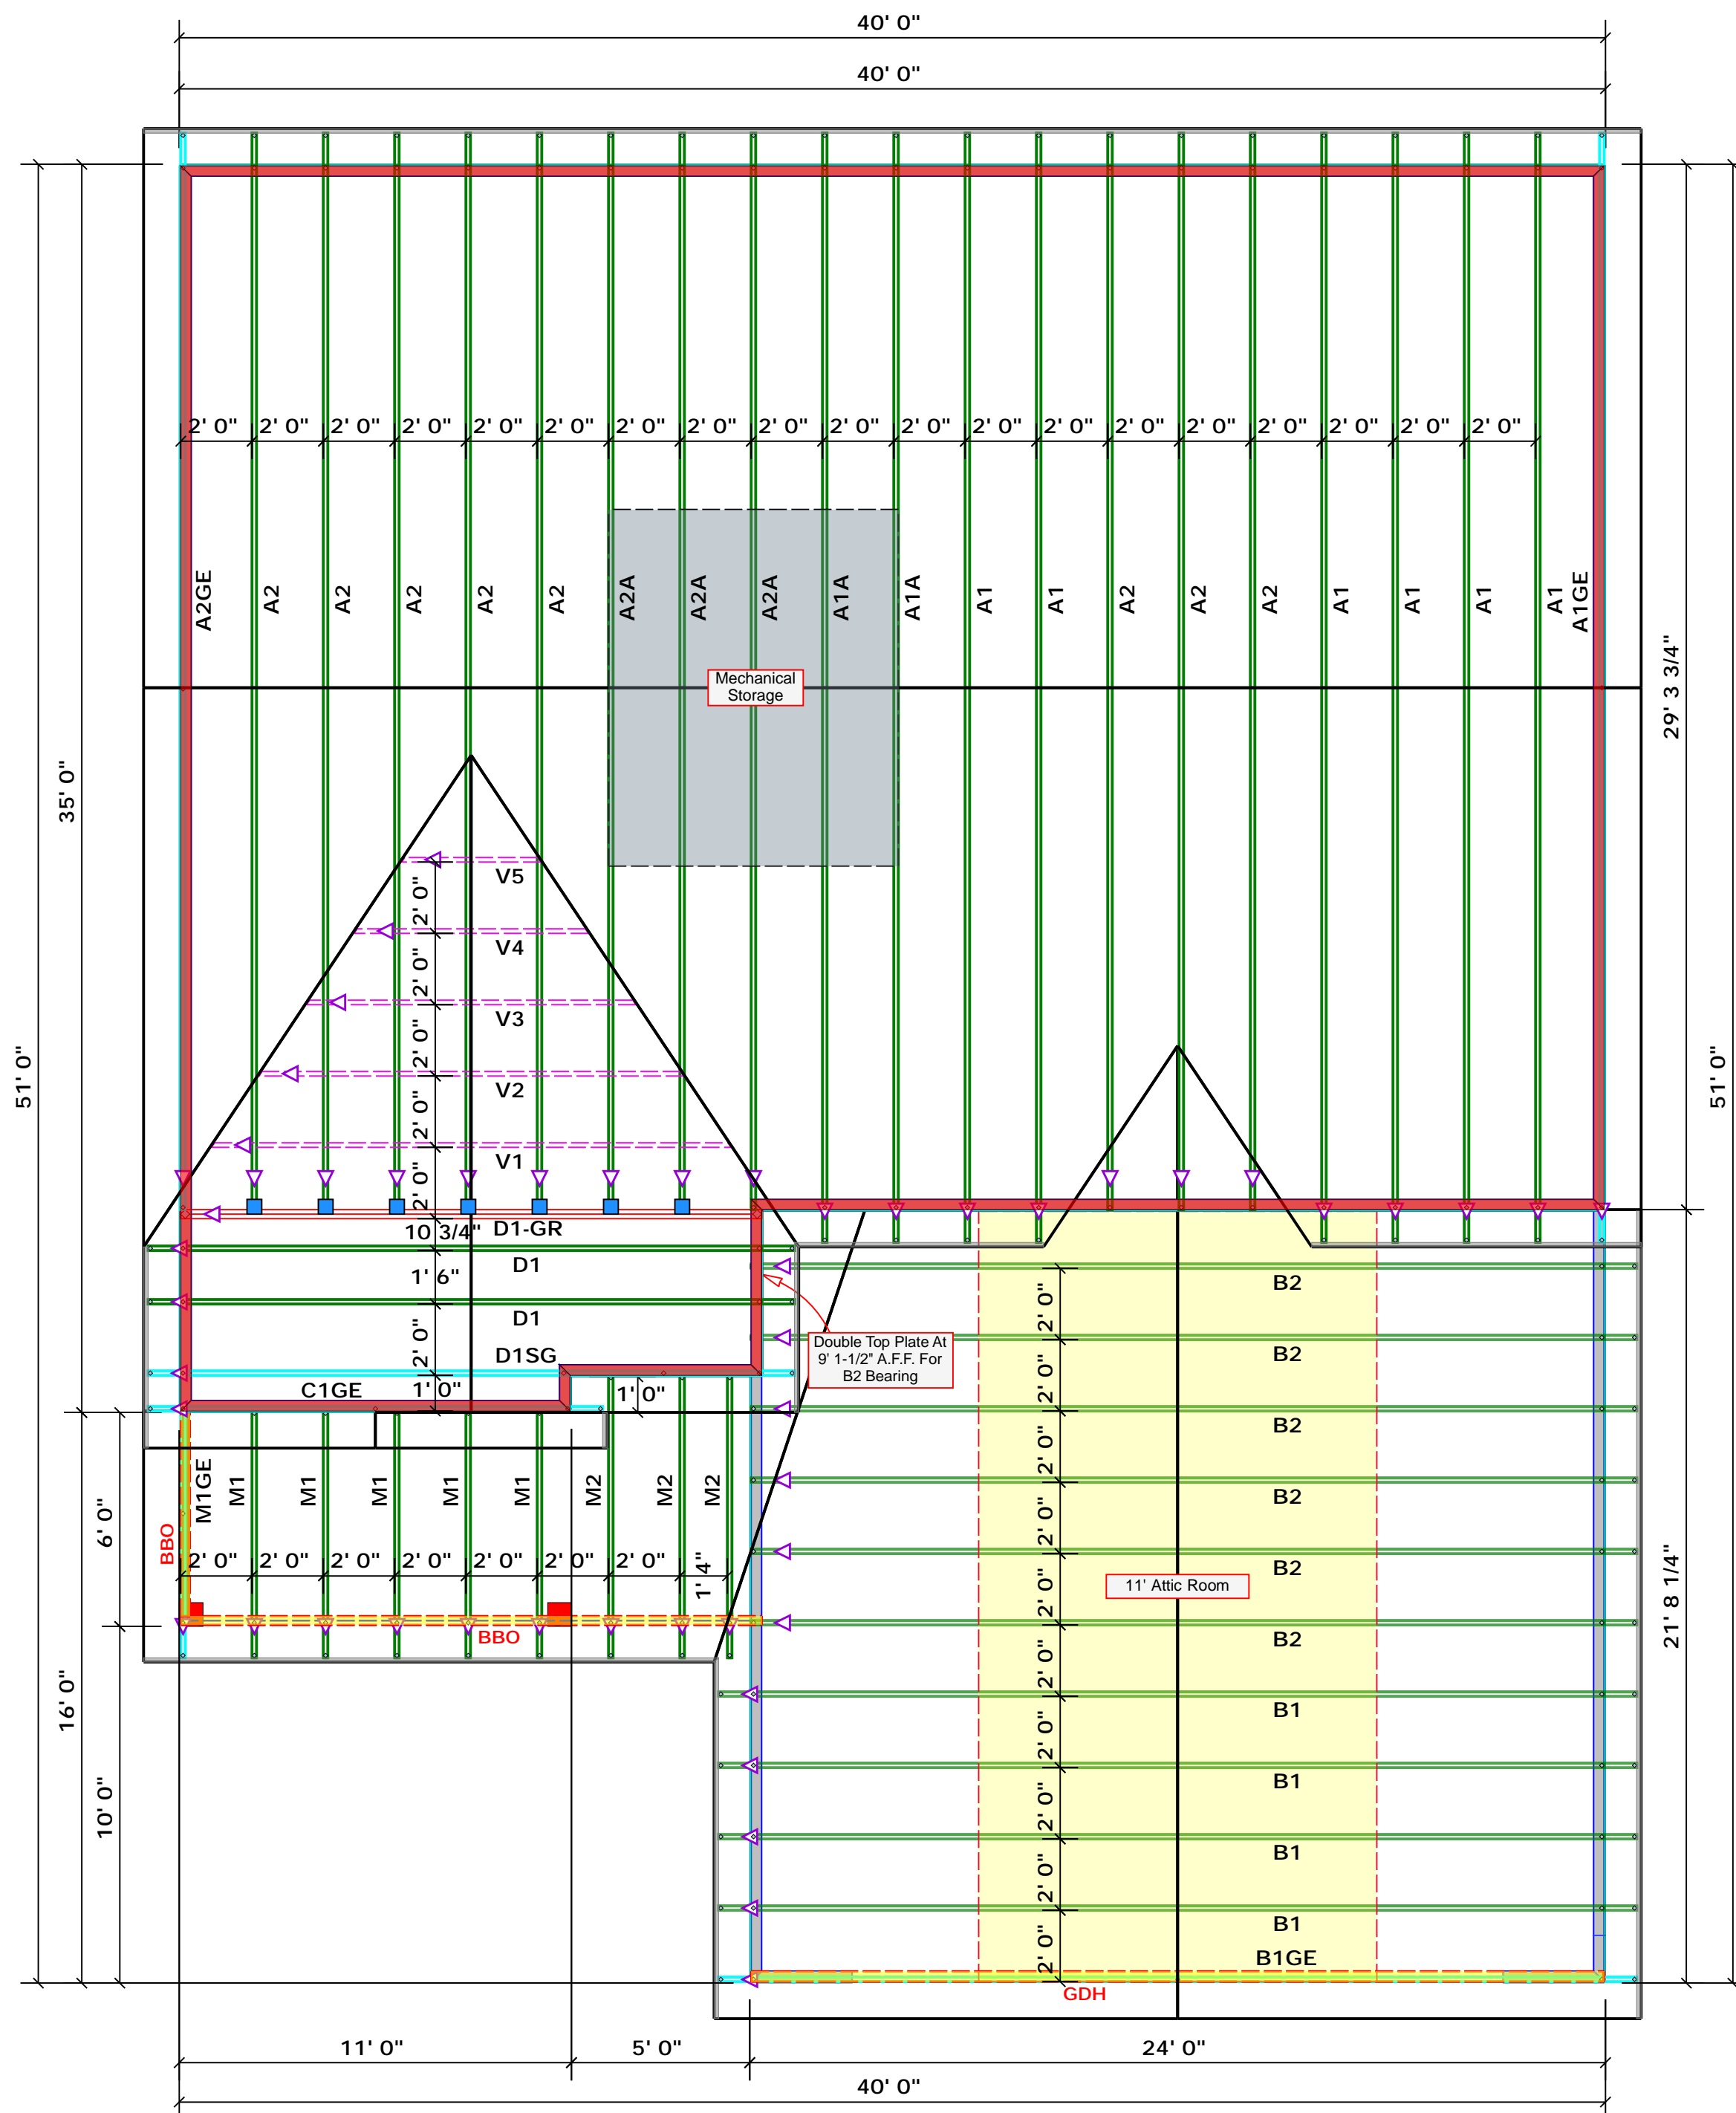 40' 0"
40' 0"
2' 0" 2' 0" 2' 0" 2' 0" 2' 0" 2' 0" 2' 0" 2' 0" 2' 0" 2' 0" 2' 0" 2' 0" 2' 0" 2' 0" 2' 0" 2' 0" 2' 0" 2' 0" 2' 0"
A2GE
A2
A2
A2
A2
A2
A2A
A2A
A2A
A1A
A1A
A1
A1
A2
A2
A2
A1
A1
A1
A1
A1GE
Mechanical
Storage
51' 0"
35' 0"
29' 3 3/4"
51' 0"
V5
2' 0"
V4
2' 0"
V3
2' 0"
V2
2' 0"
V1
2' 0"
10 3/4"
D1-GR
D1
1' 6"
D1
2' 0"
D1SG
C1GE
1' 0"
1' 0"
Double Top Plate At
9' 1-1/2" A.F.F. For
B2 Bearing
B2
2' 0"
B2
2' 0"
B2
2' 0"
B2
2' 0"
B2
2' 0"
B2
2' 0"
B1
2' 0"
B1
2' 0"
B1
2' 0"
B1
2' 0"
B1GE
GDH
11' Attic Room
M1GE
M1
M1
M1
M1
M1
M2
M2
M2
BBO
2' 0" 2' 0" 2' 0" 2' 0" 2' 0" 2' 0" 2' 0"
1' 4"
BBO
6' 0"
16' 0"
10' 0"
21' 8 1/4"
11' 0"
5' 0"
24' 0"
40' 0"